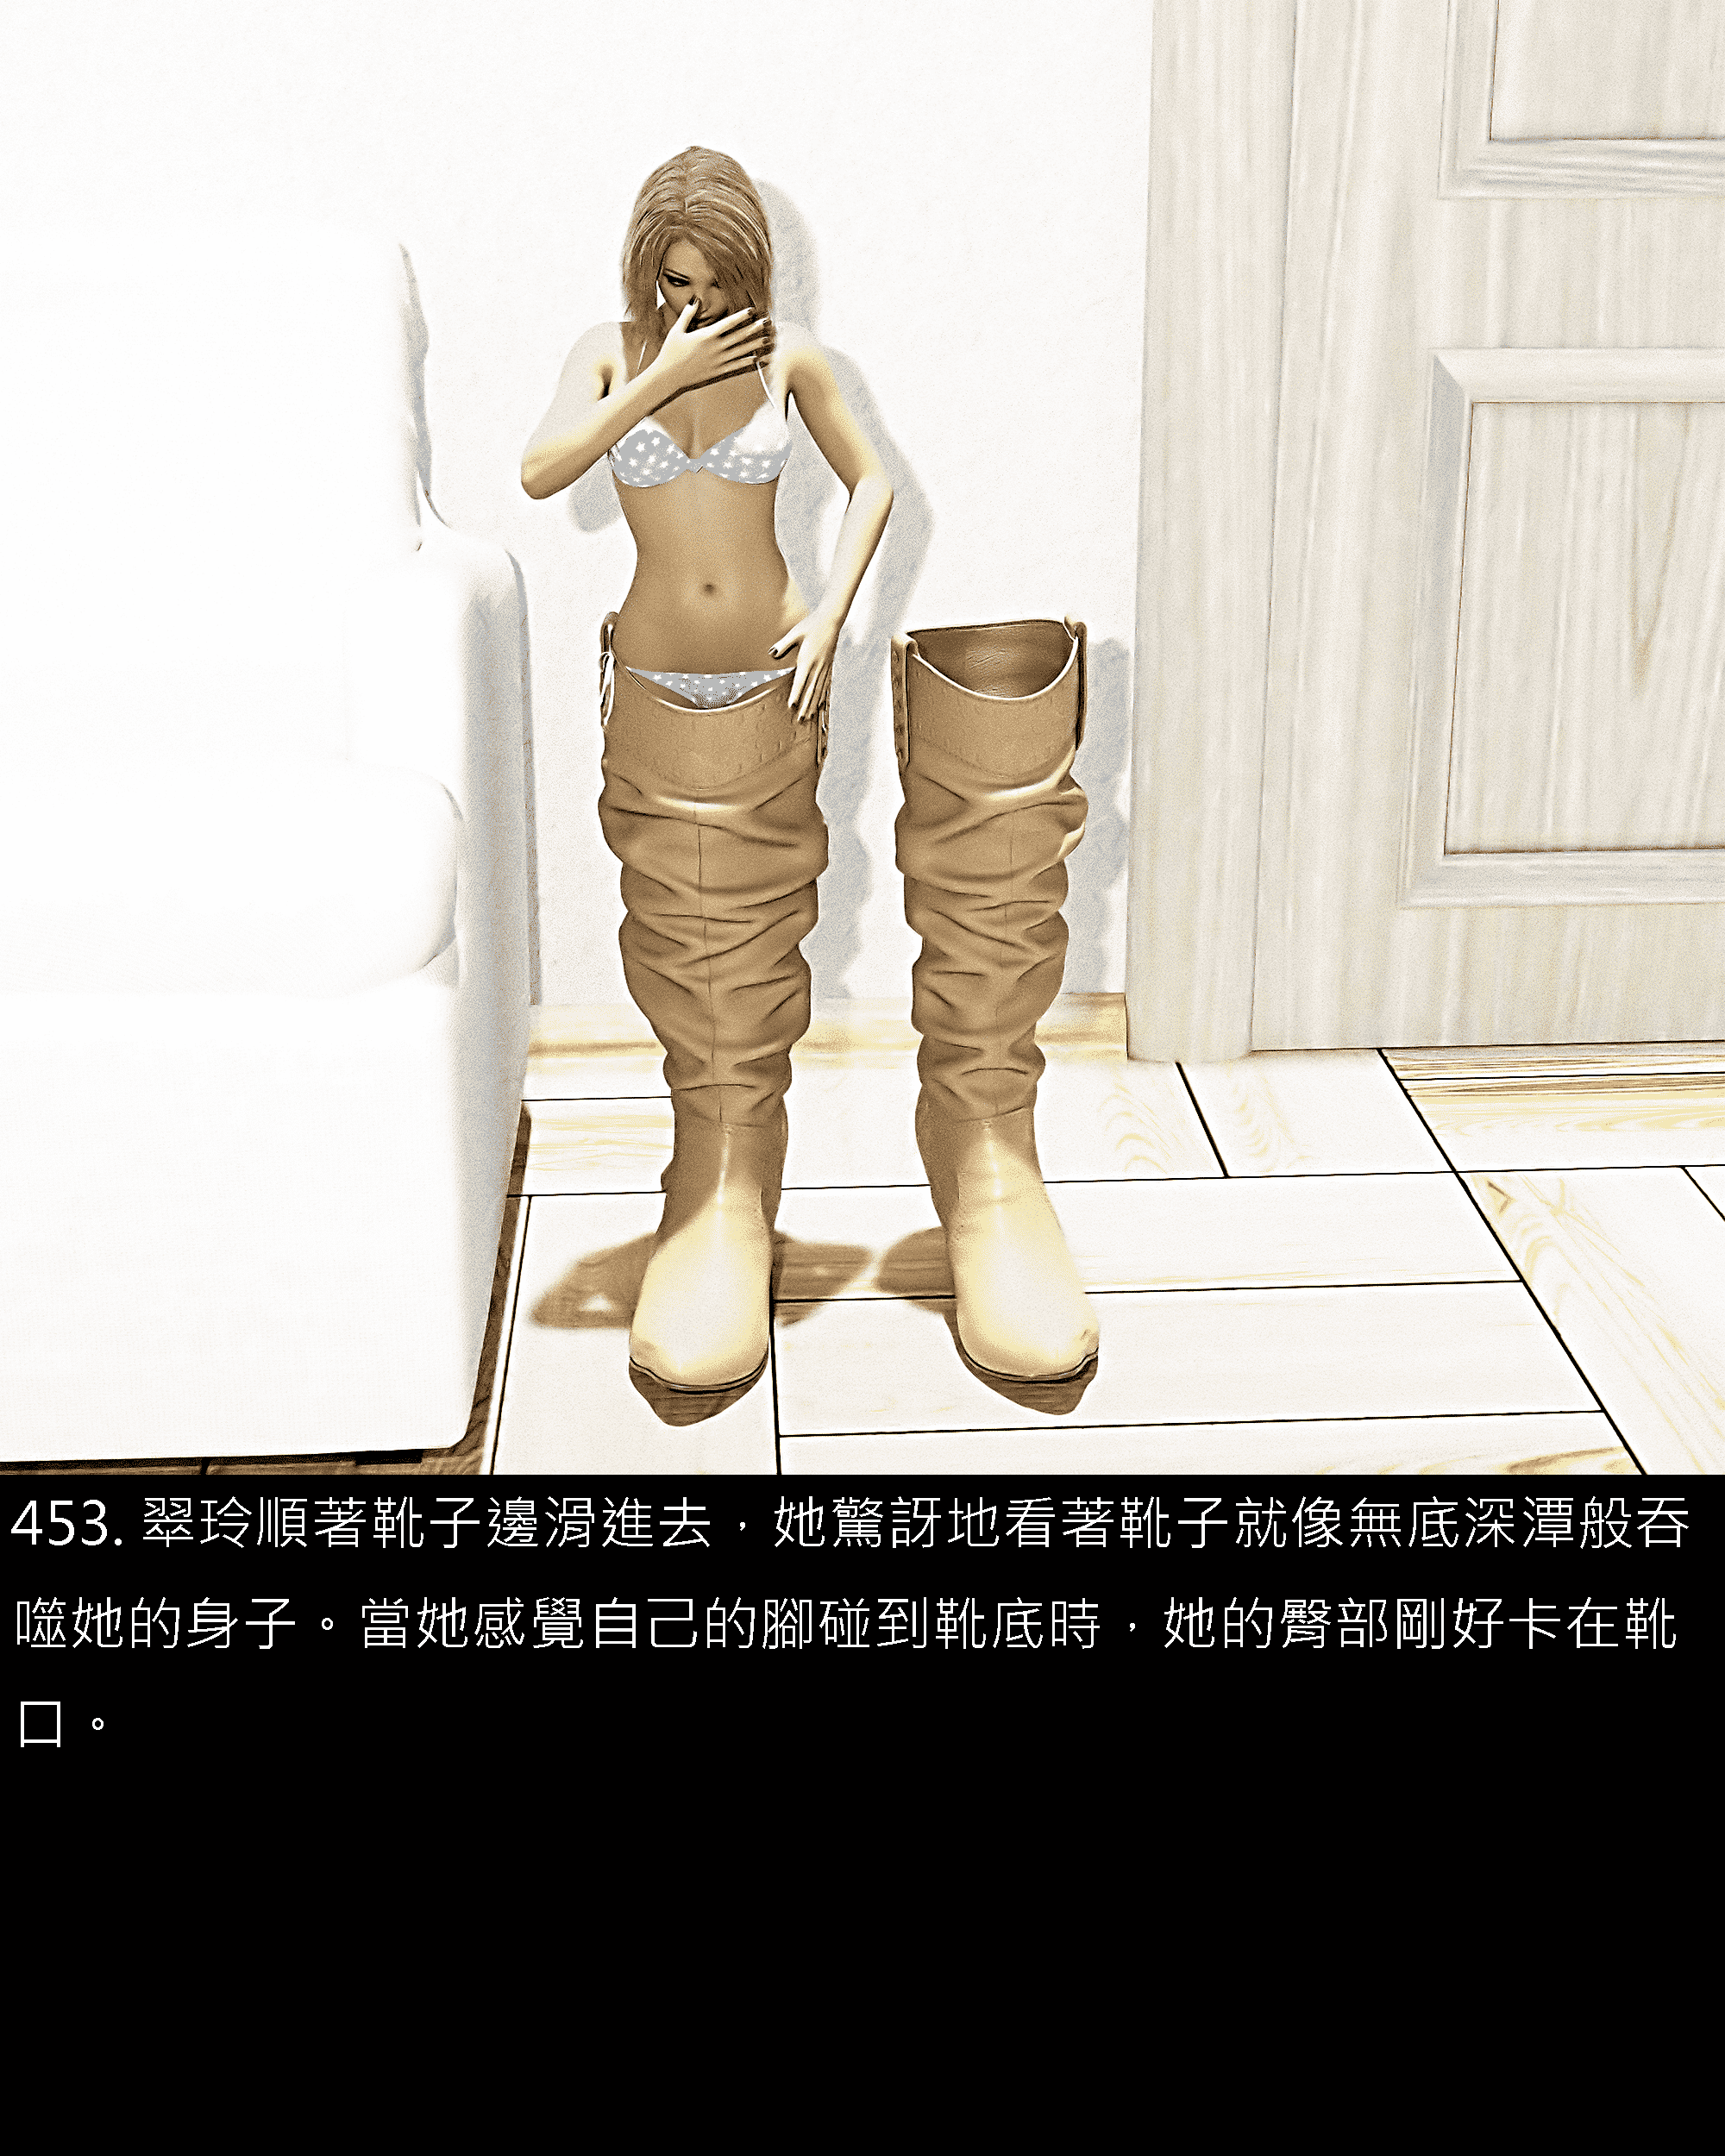 453. 翠玲順著靴子邊滑進去，她驚訝地看著靴子就像無底深潭般吞
噬她的身子。當她感覺自己的腳碰到靴底時，她的臀部剛好卡在靴
口。